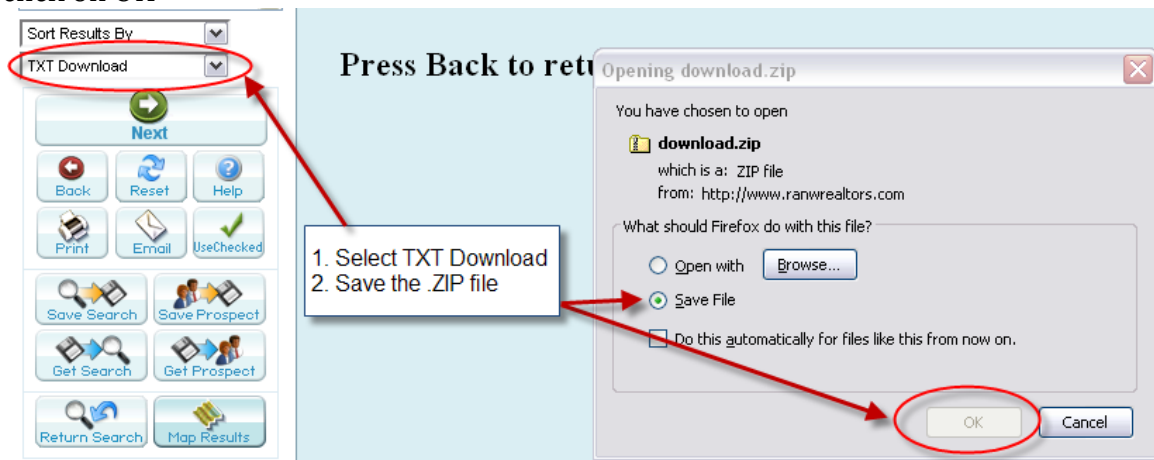 click on OK
Sort Results By
TXT Download
Next
Back
Reset
Help
Print
Email
UseChecked
Save Search
Save Prospect
Get Search
Get Prospect
Return Search
Map Results
Press Back to retu
1. Select TXT Download
2. Save the .ZIP file
Opening download.zip
You have chosen to open
download.zip
which is a: ZIP file
from: http://www.ranwrealtors.com
What should Firefox do with this file?
Open with
Browse...
Save File
Do this automatically for files like this from now on.
OK
Cancel